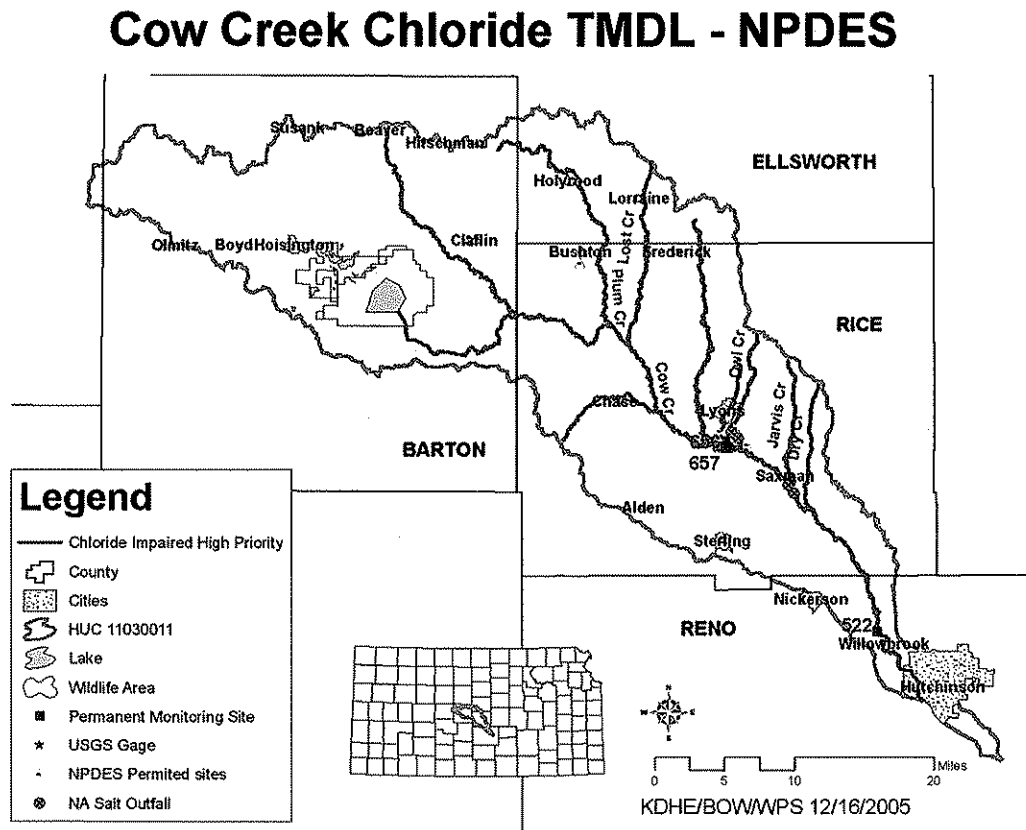 Cow Creek Chloride TMDL - NPDES
ELLSWORTH
RICE
BARTON
RENO
Susank
Beaver
Hitschmann
Holyrood
Lorraine
Olmitz
Boyd
Hoisington
Claflin
Bushton
Frederick
Plum Cr
Lost Cr
Cow Cr
Owl Cr
Jarvis Cr
Dry Cr
Chase
Lyons
657
Saxman
Alden
Sterling
Nickerson
522
Willowbrook
Hutchinson
Legend
Chloride Impaired High Priority
County
Cities
HUC 11030011
Lake
Wildlife Area
Permanent Monitoring Site
USGS Gage
NPDES Permited sites
NA Salt Outfall
N
W
E
S
0 5 10 20
Miles
KDHE/BOW/WPS 12/16/2005